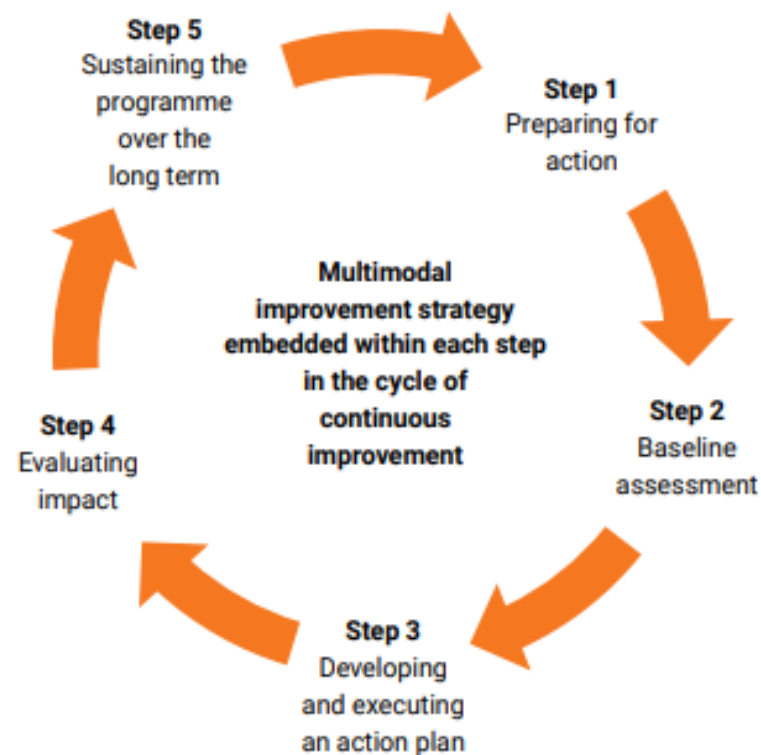 Step 5
Sustaining the
programme
over the
long term
Step 1
Preparing for
action
Multimodal
improvement strategy
embedded within each step
in the cycle of
continuous
improvement
Step 2
Baseline
assessment
Step 4
Evaluating
impact
Step 3
Developing
and executing
an action plan